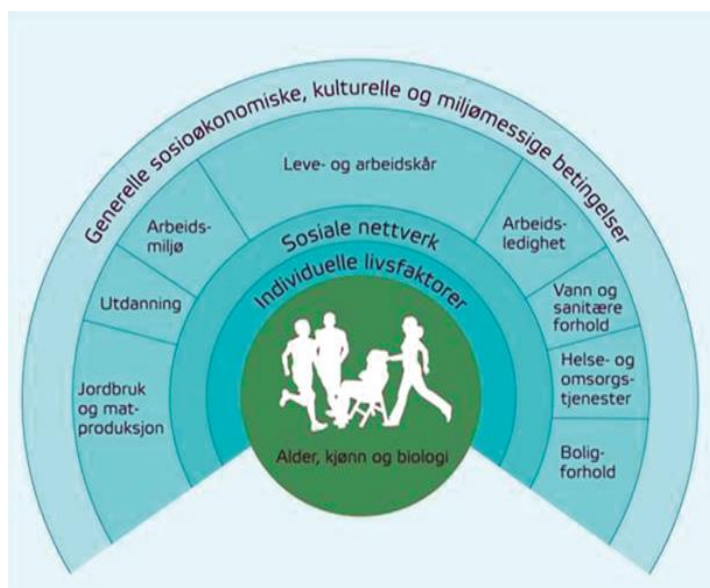 Generelle sosioøkonomiske, kulturelle og miljømessige betingelser
Leve- og arbeidskår
Arbeids-
miljø
Utdanning
Jordbruk
og mat-
produksjon
Arbeids-
ledighet
Vann og
sanitære
forhold
Helse- og
omsorgs-
tjenester
Bolig-
forhold
Sosiale nettverk
Individuelle livsfaktorer
Alder, kjønn og biologi